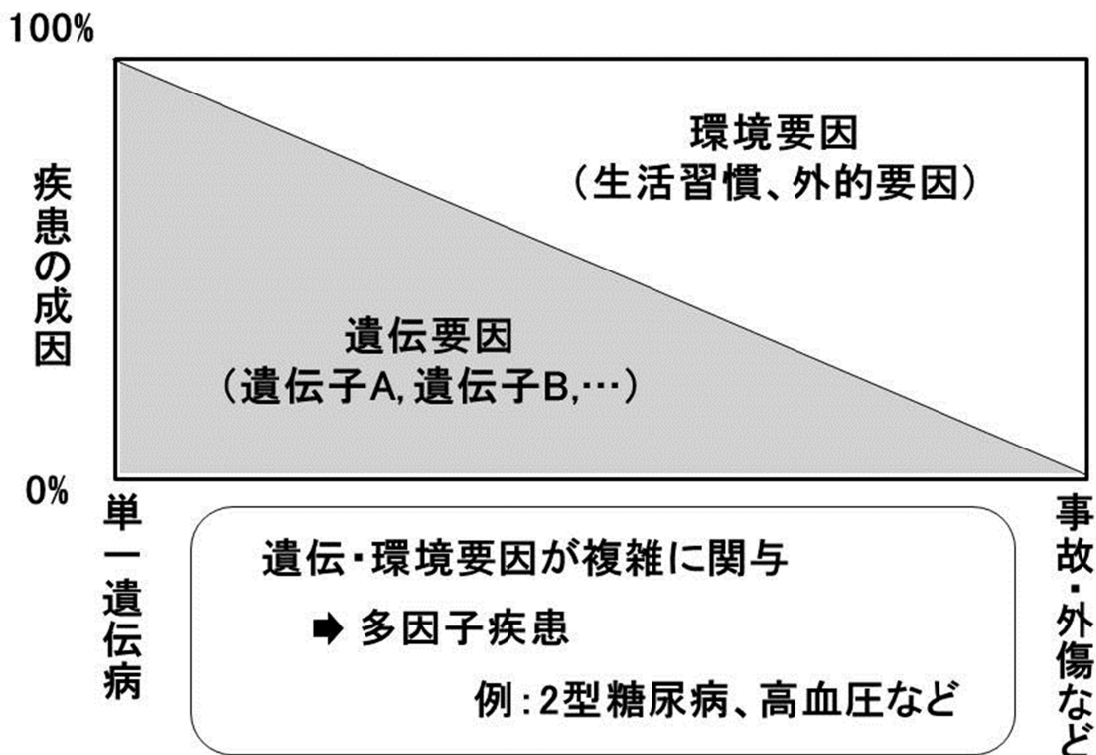 100%
疾患の成因
環境要因
（生活習慣、外的要因）
遺伝要因
（遺伝子A, 遺伝子B,･･･）
0%
単一遺伝病
事故・外傷など
遺伝・環境要因が複雑に関与
➡ 多因子疾患
例：2型糖尿病、高血圧など